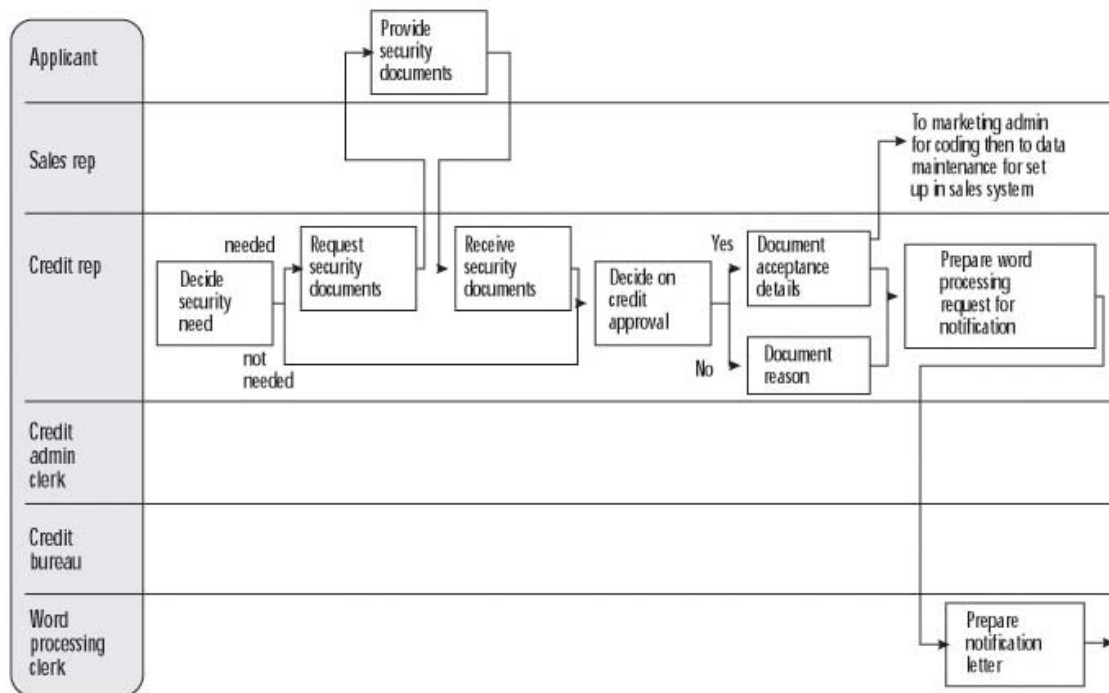 Applicant
Provide
security
documents
Sales rep
To marketing admin
for coding then to data
maintenance for set
up in sales system
Credit rep
Decide
security
need
needed
not
needed
Request
security
documents
Receive
security
documents
Decide on
credit
approval
Yes
No
Document
acceptance
details
Document
reason
Prepare word
processing
request for
notification
Credit
admin
clerk
Credit
bureau
Word
processing
clerk
Prepare
notification
letter